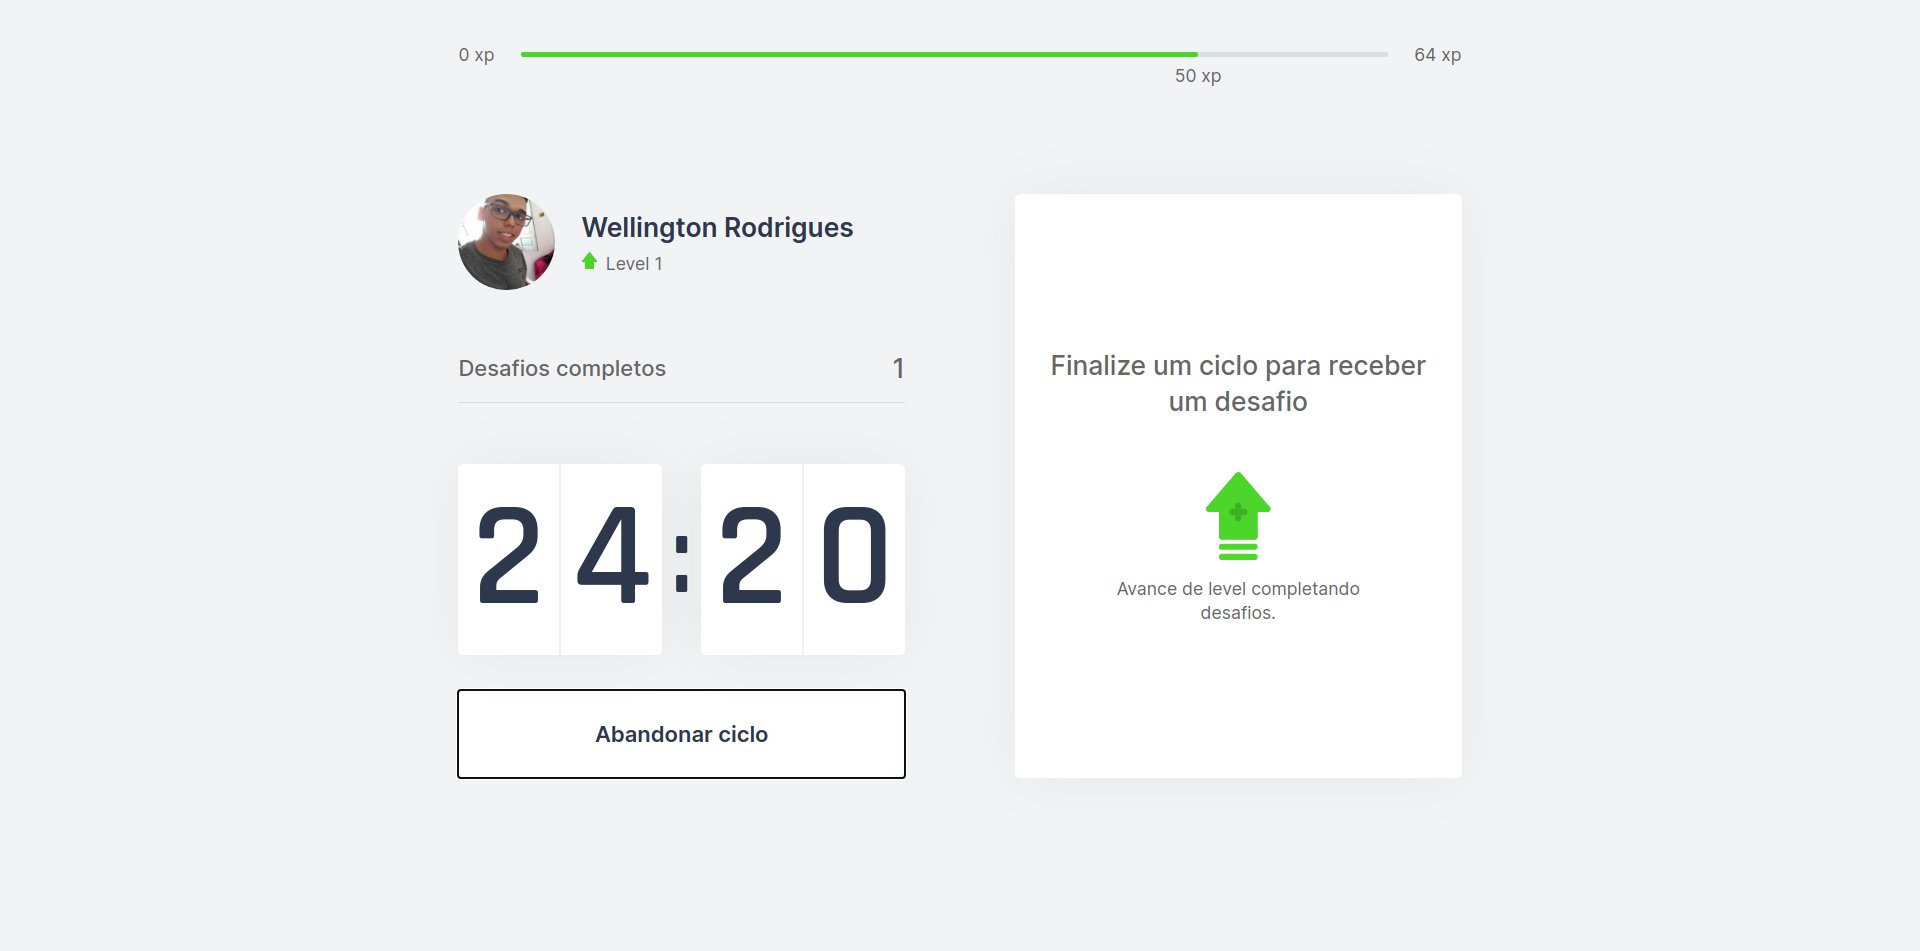 0 xp
64 xp
50 xp
Wellington Rodrigues
Level 1
Desafios completos
1
24:20
Abandonar ciclo
Finalize um ciclo para receber
um desafio
Avance de level completando
desafios.